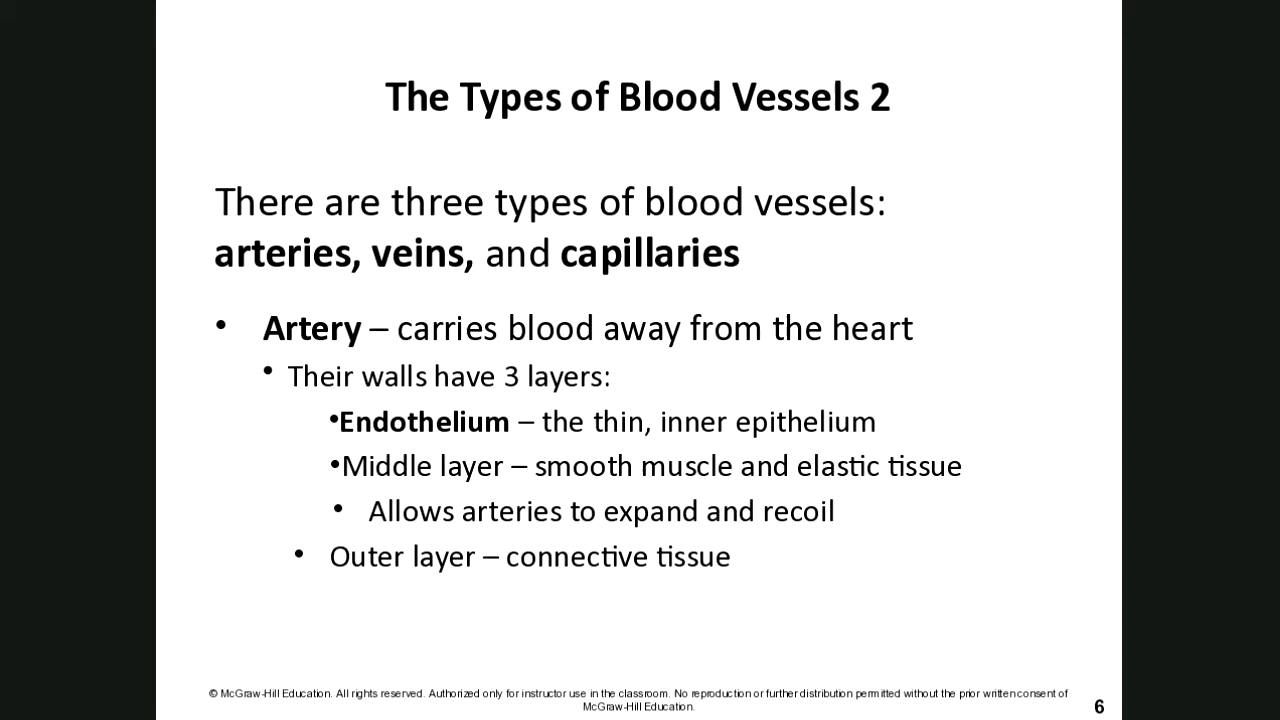 The Types of Blood Vessels 2
There are three types of blood vessels:
arteries, veins, and capillaries
• Artery – carries blood away from the heart
• Their walls have 3 layers:
•Endothelium – the thin, inner epithelium
•Middle layer – smooth muscle and elastic tissue
• Allows arteries to expand and recoil
• Outer layer – connective tissue
© McGraw-Hill Education. All rights reserved. Authorized only for instructor use in the classroom. No reproduction or further distribution permitted without the prior written consent of
McGraw-Hill Education.
6